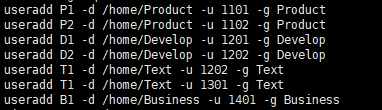 useradd P1 -d /home/Product -u 1101 -g Product
useradd P2 -d /home/Product -u 1102 -g Product
useradd D1 -d /home/Develop -u 1201 -g Develop
useradd D2 -d /home/Develop -u 1202 -g Develop
useradd T1 -d /home/Text -u 1202 -g Text
useradd T1 -d /home/Text -u 1301 -g Text
useradd B1 -d /home/Business -u 1401 -g Business